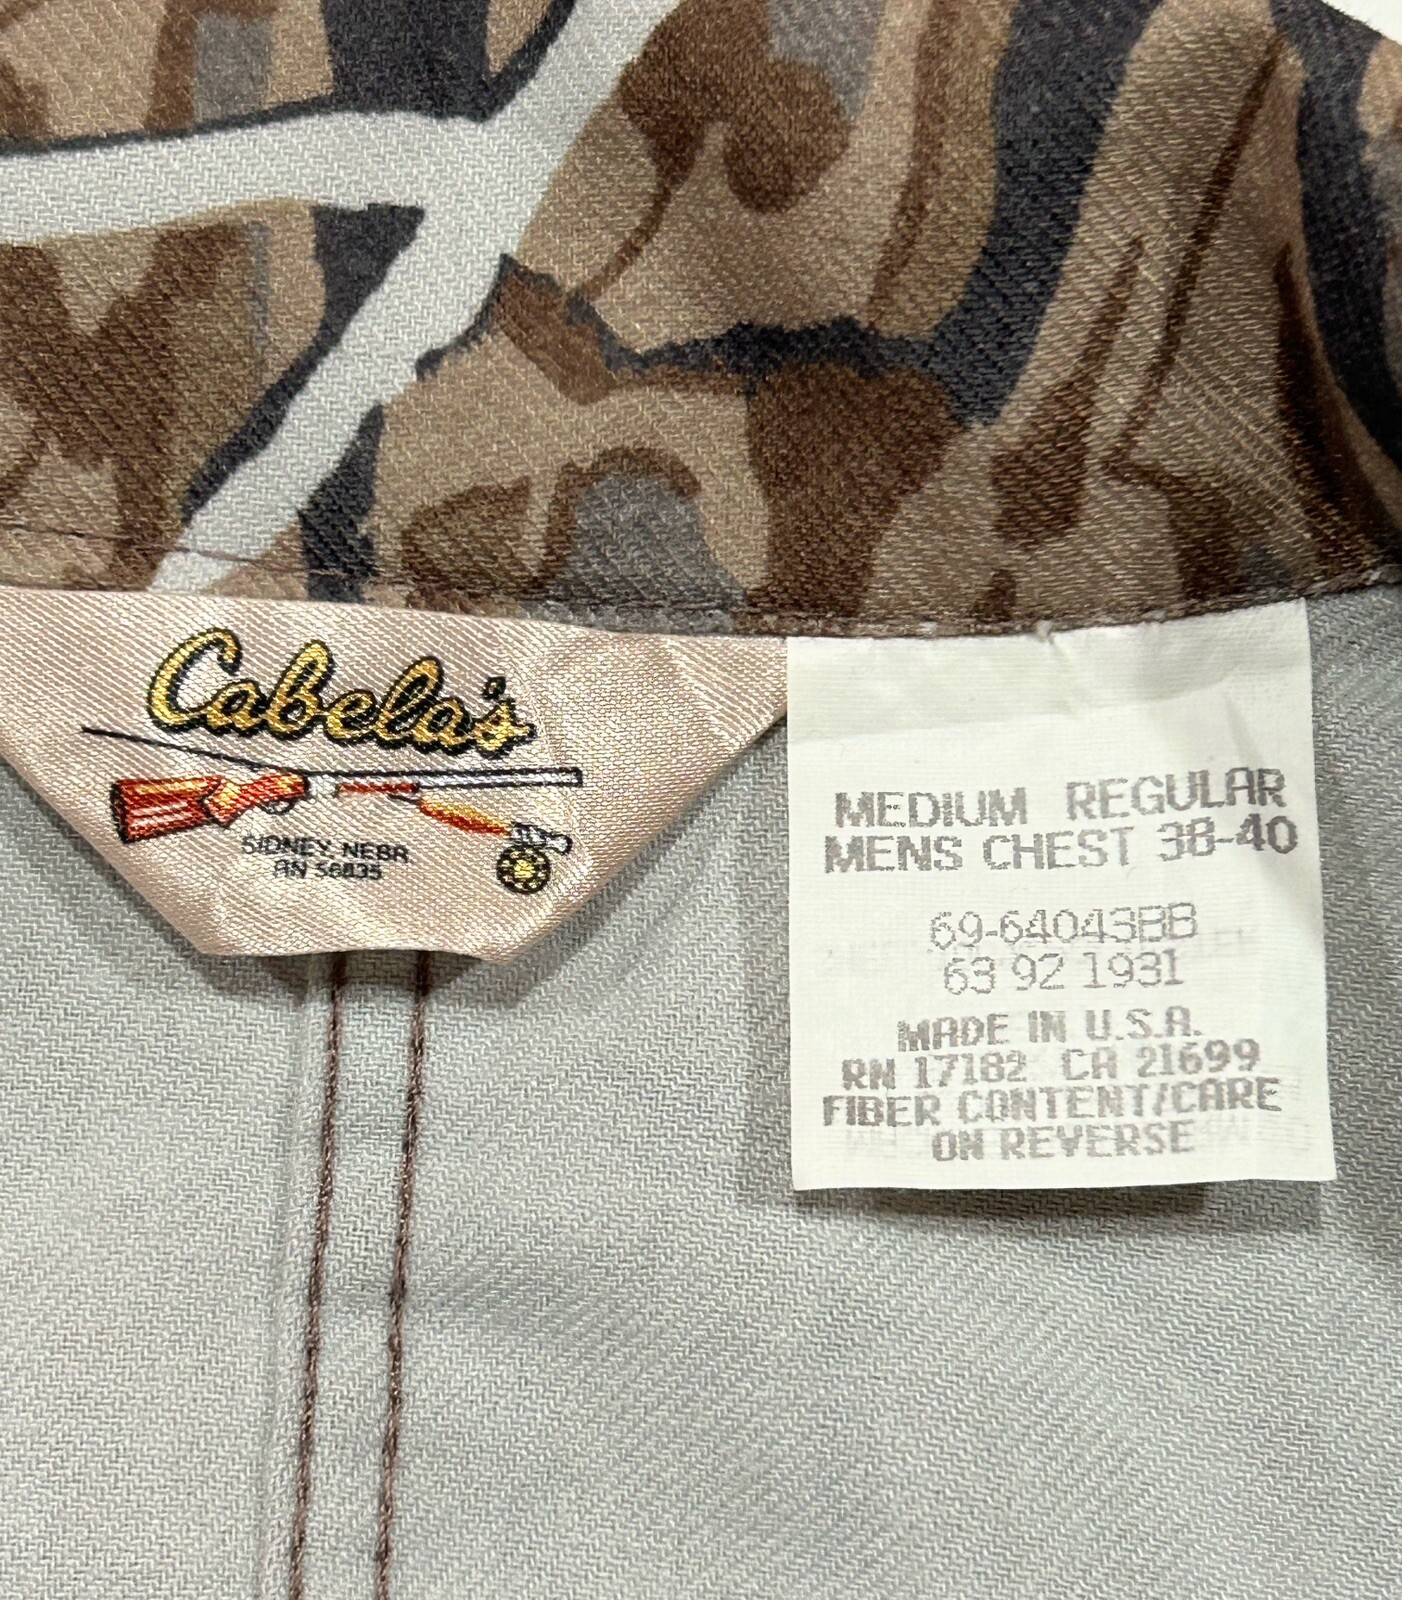 Cabela's
SIDNEY, NEBR
RN 56835
MEDIUM REGULAR
MENS CHEST 38-40
69-64043BB
63 92 1931
MADE IN U.S.A.
RN 17182 CA 21699
FIBER CONTENT/CARE
ON REVERSE